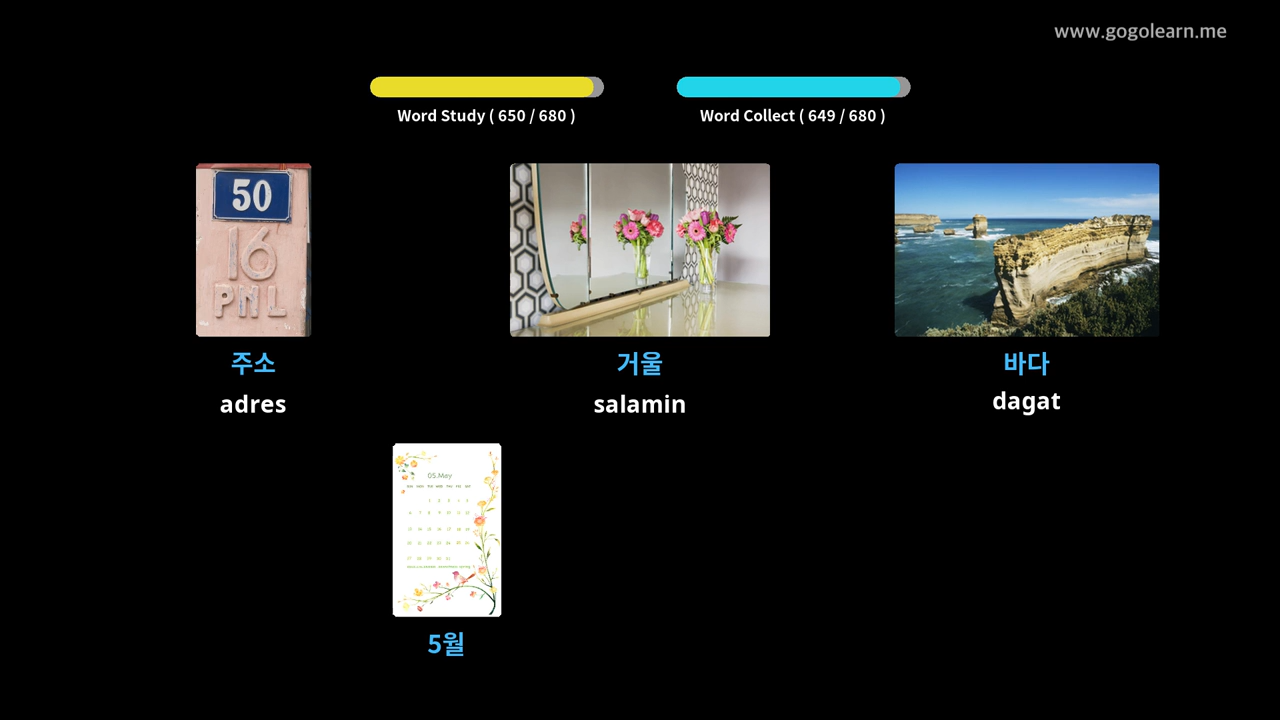 www.gogolearn.me
Word Study ( 650 / 680 )
Word Collect ( 649 / 680 )
50
16
PNL
주소
adres
거울
salamin
바다
dagat
05.May
5월